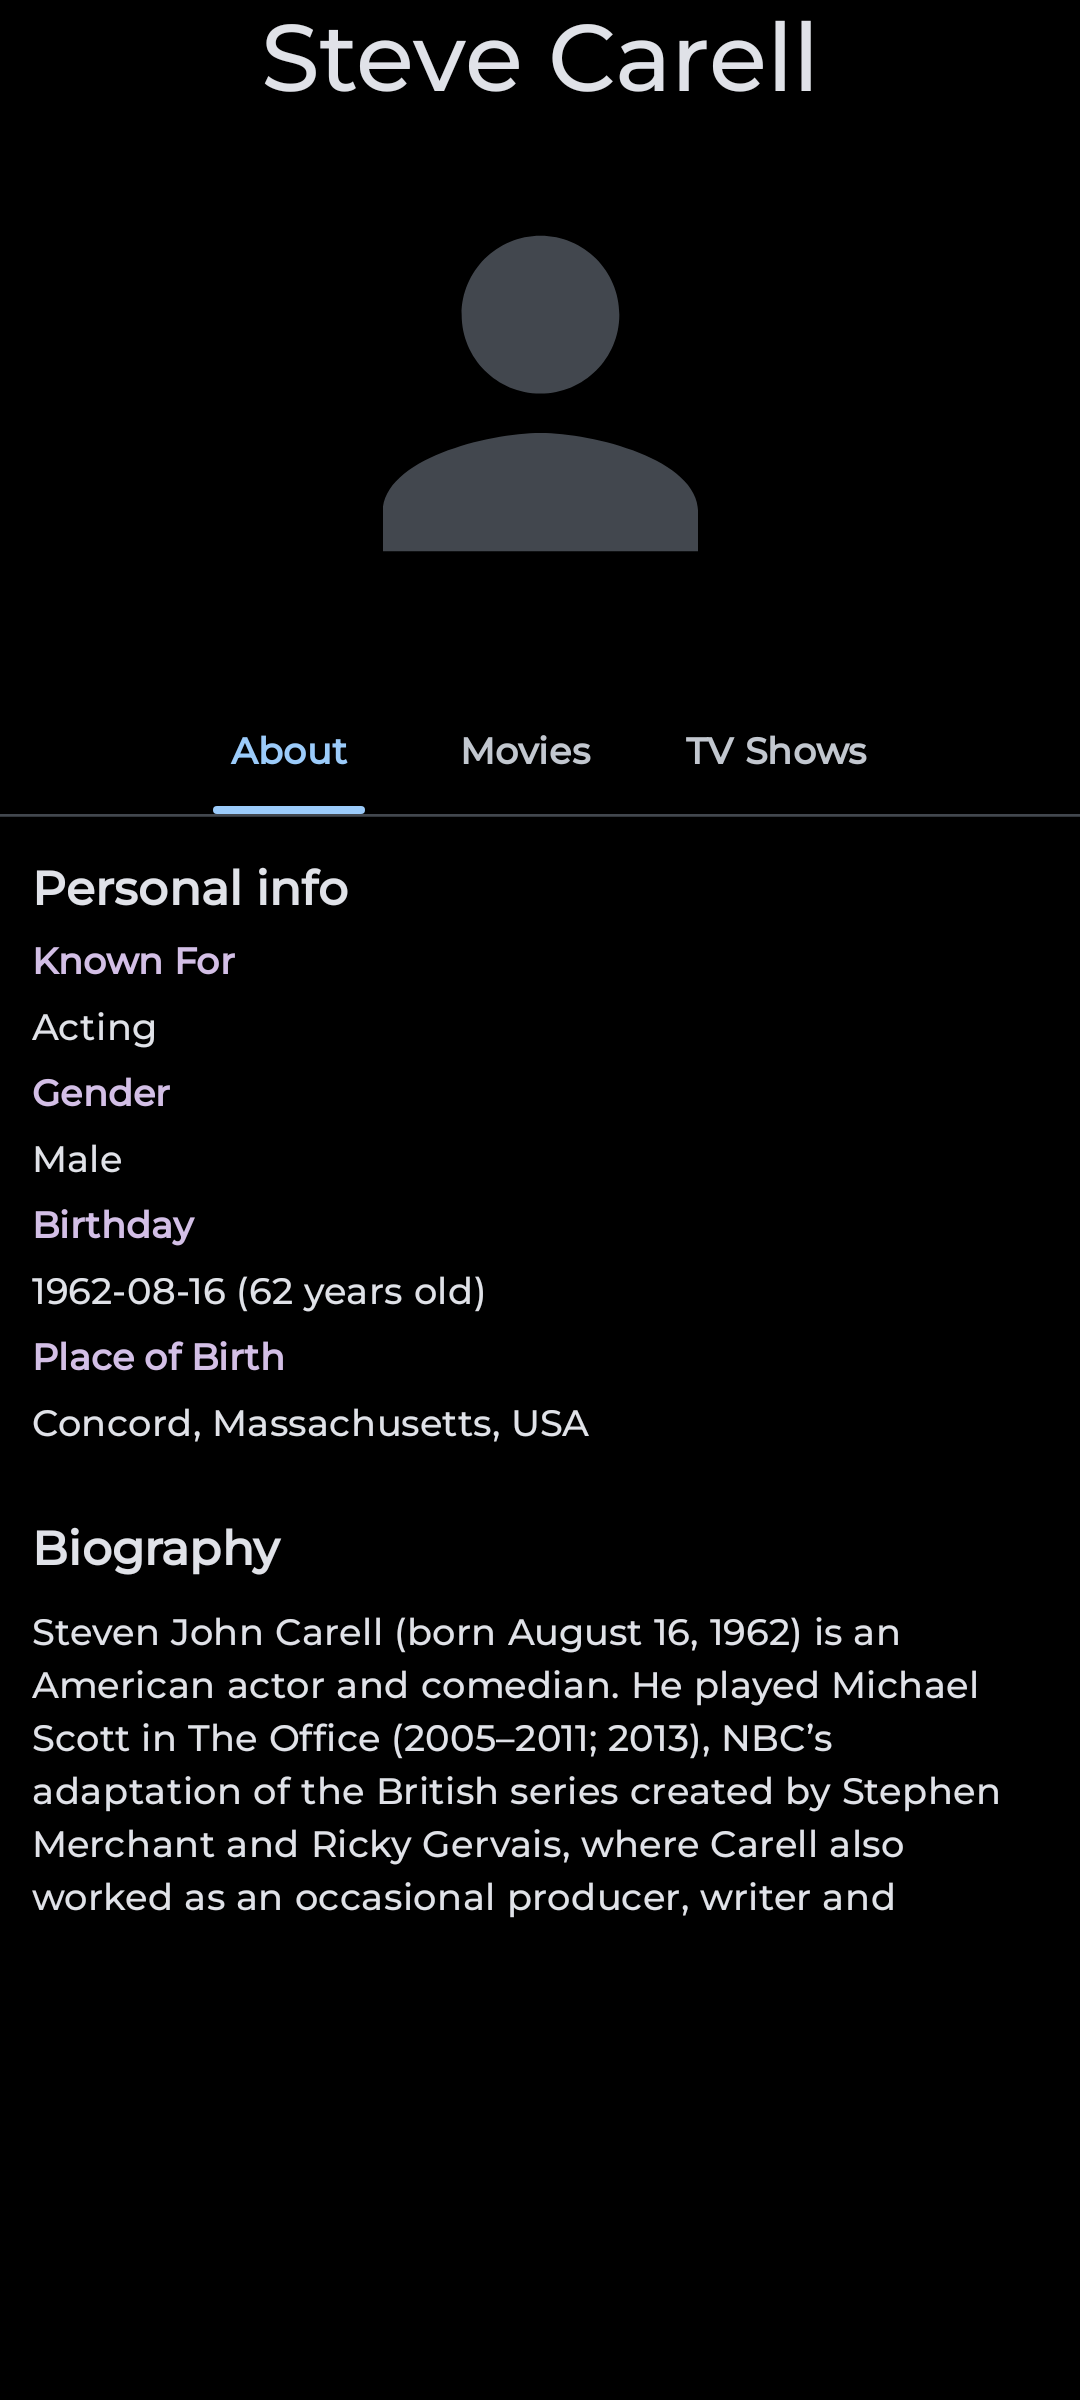 Steve Carell
About
Movies
TV Shows
Personal info
Known For
Acting
Gender
Male
Birthday
1962-08-16 (62 years old)
Place of Birth
Concord, Massachusetts, USA
Biography
Steven John Carell (born August 16, 1962) is an
American actor and comedian. He played Michael
Scott in The Office (2005–2011; 2013), NBC’s
adaptation of the British series created by Stephen
Merchant and Ricky Gervais, where Carell also
worked as an occasional producer, writer and